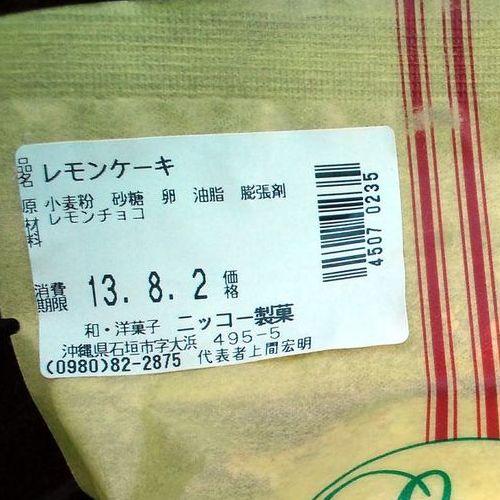 品名 レモンケーキ
原材料 小麦粉 砂糖 卵 油脂 膨張剤
レモンチョコ
4507 0235
消費期限 13.8.2 価格
和・洋菓子 ニッコー製菓
沖縄県石垣市字大浜 495-5
(0980)82-2875 代表者上間宏明